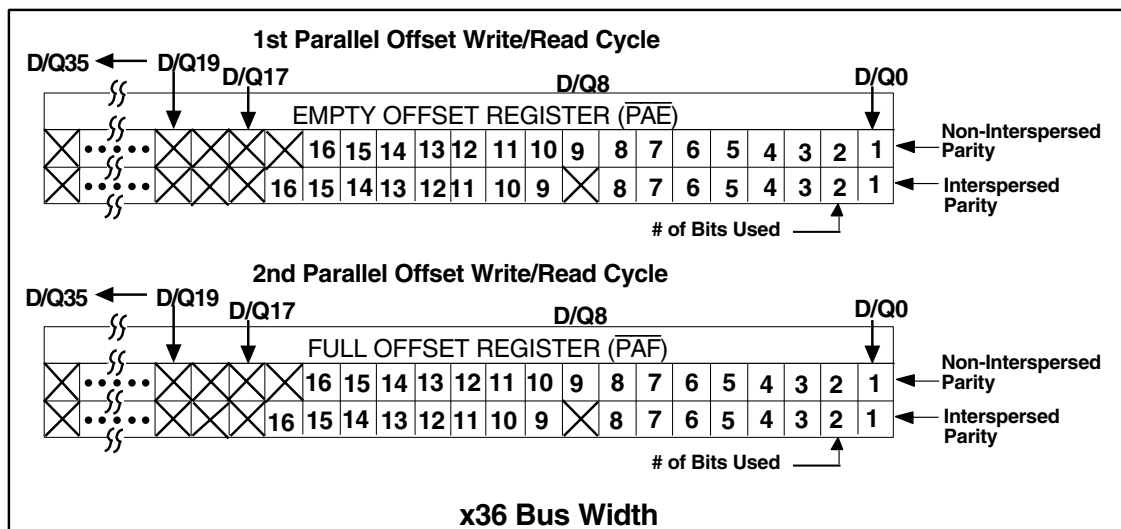 1st Parallel Offset Write/Read Cycle
D/Q35 D/Q19
D/Q17 D/Q8 D/Q0
EMPTY OFFSET REGISTER (PAE)
16 15 14 13 12 11 10 9 8 7 6 5 4 3 2 1 Non-Interspersed
Parity
16 15 14 13 12 11 10 9 8 7 6 5 4 3 2 1 Interspersed
Parity
# of Bits Used
2nd Parallel Offset Write/Read Cycle
D/Q35 D/Q19
D/Q17 D/Q8 D/Q0
FULL OFFSET REGISTER (PAF)
16 15 14 13 12 11 10 9 8 7 6 5 4 3 2 1 Non-Interspersed
Parity
16 15 14 13 12 11 10 9 8 7 6 5 4 3 2 1 Interspersed
Parity
# of Bits Used
x36 Bus Width